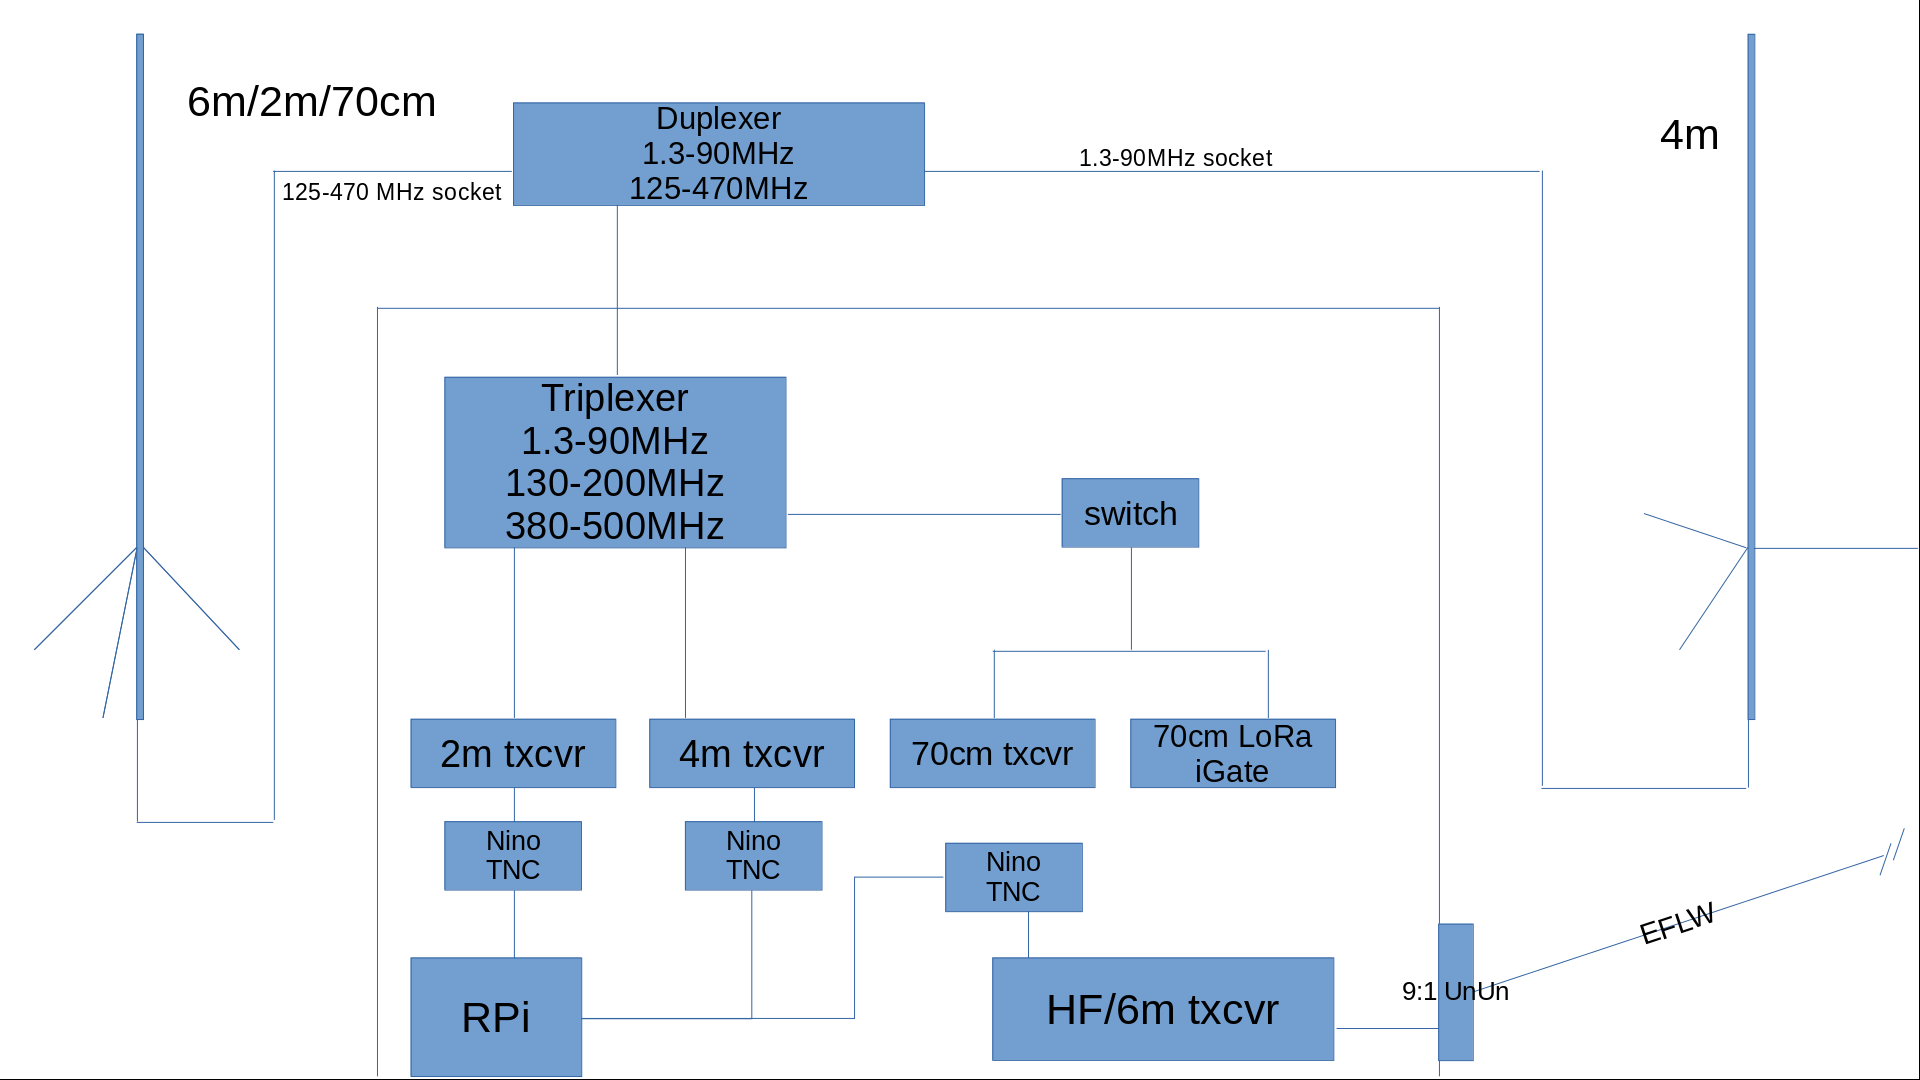 6m/2m/70cm
Duplexer
1.3-90MHz
125-470MHz
4m
1.3-90MHz socket
125-470 MHz socket
Triplexer
1.3-90MHz
130-200MHz
380-500MHz
switch
2m txcvr
4m txcvr
70cm txcvr
70cm LoRa
iGate
Nino
TNC
Nino
TNC
Nino
TNC
EFLW
RPi
HF/6m txcvr
9:1 UnUn